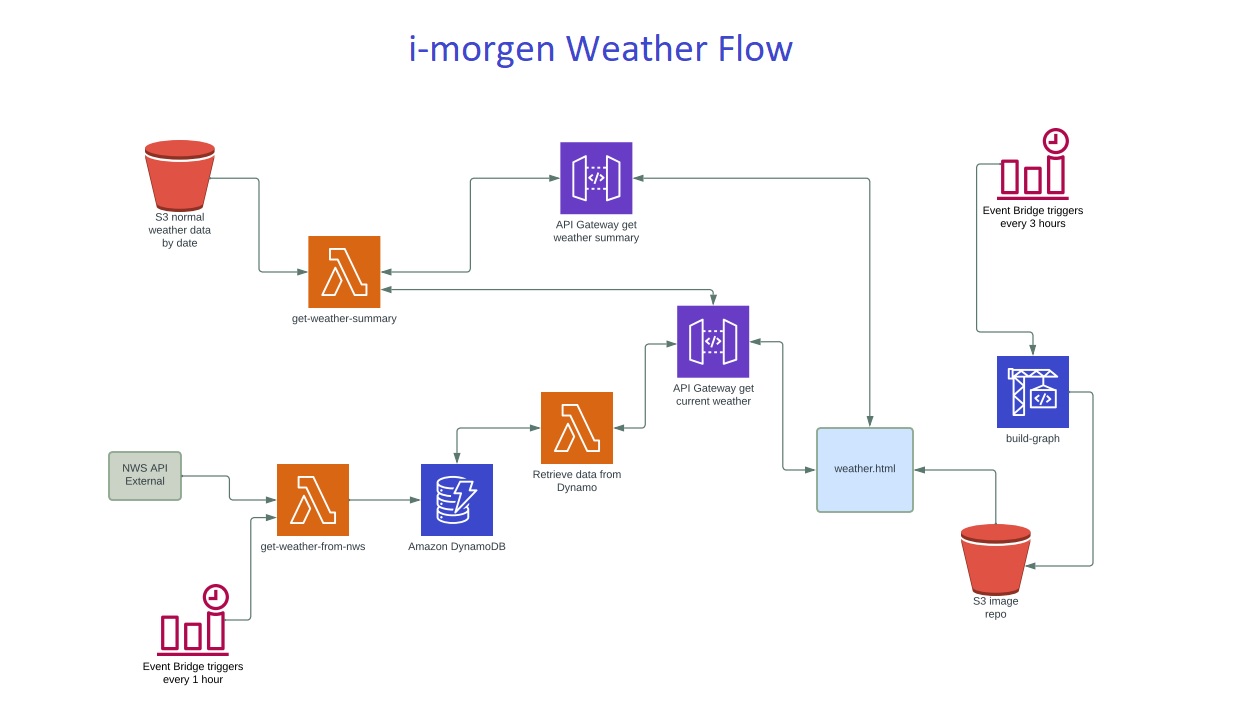 i-morgen Weather Flow
S3 normal
weather data
by date
API Gateway get
weather summary
Event Bridge triggers
every 3 hours
get-weather-summary
API Gateway get
current weather
build-graph
NWS API
External
Retrieve data from
Dynamo
weather.html
get-weather-from-nws
Amazon DynamoDB
S3 image
repo
Event Bridge triggers
every 1 hour